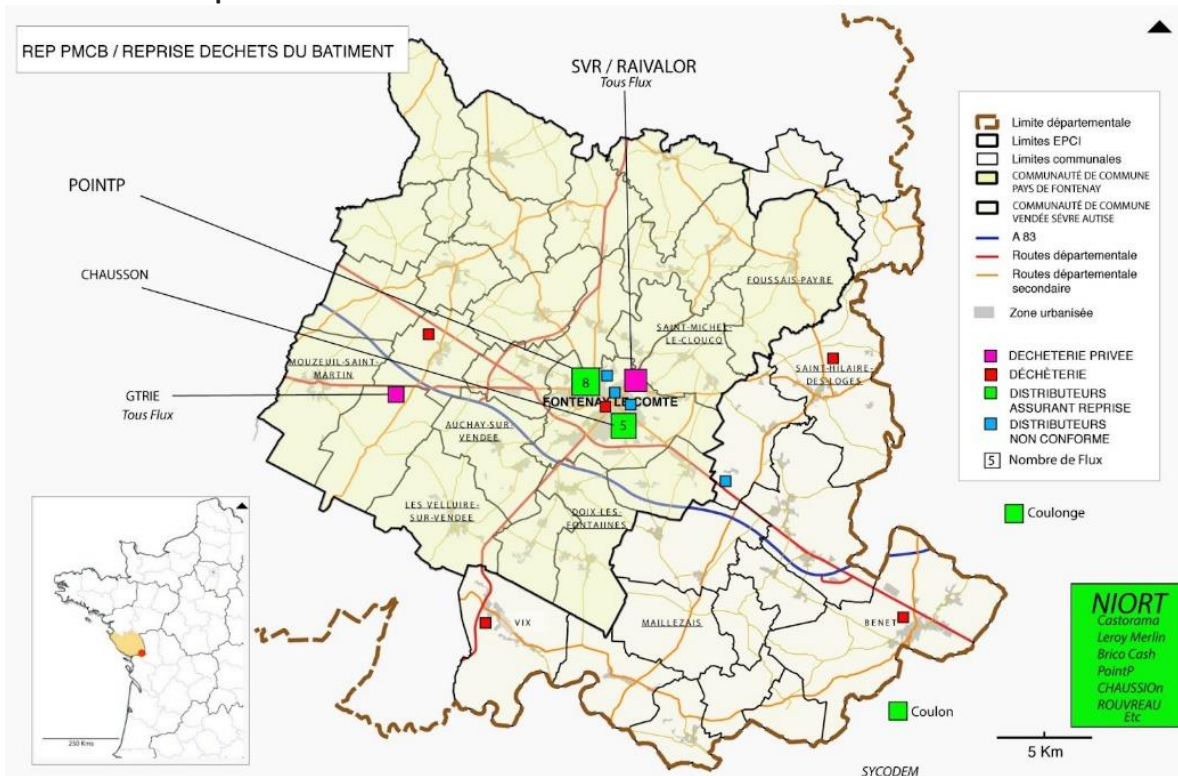 REP PMCB / REPRISE DECHETS DU BATIMENT
SVR / RAIVALOR
Tous Flux
POINTP
CHAUSSON
GTRIE
Tous Flux
FOUSSAIS-PAYRE
SAINT-MICHEL-
LE-CLOUCQ
MOUZEUIL-SAINT-
MARTIN
SAINT-HILAIRE-
DES-LOGES
8
FONTENAY LE COMTE
5
AUCHAY-SUR-
VENDEE
LES VELLUIRE-
SUR-VENDEE
DOIX-LES-
FONTAIINES
VIX
MAILLEZAIS
BENET
Limite départementale
Limites EPCI
Limites communales
COMMUNAUTÉ DE COMMUNE
PAYS DE FONTENAY
COMMUNAUTÉ DE COMMUNE
VENDÉE SÉVRE AUTISE
A 83
Routes départementale
Routes départementale
secondaire
Zone urbanisée
DECHETERIE PRIVEE
DÉCHÈTERIE
DISTRIBUTEURS
ASSURANT REPRISE
DISTRIBUTEURS
NON CONFORME
5 Nombre de Flux
Coulonge
NIORT
Castorama
Leroy Merlin
Brico Cash
PointP
CHAUSSIOn
ROUVREAU
Etc
Coulon
5 Km
SYCODEM
250 Kms